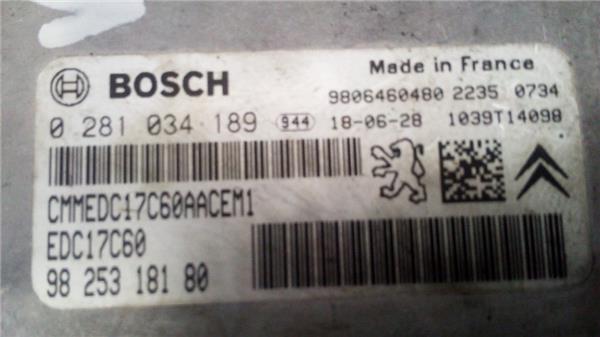 BOSCH
Made in France
9806460480 2235 0734
0 281 034 189 944 18-06-28 1039T14098
CMMEDC17C60AACEM1
EDC17C60
98 253 181 80